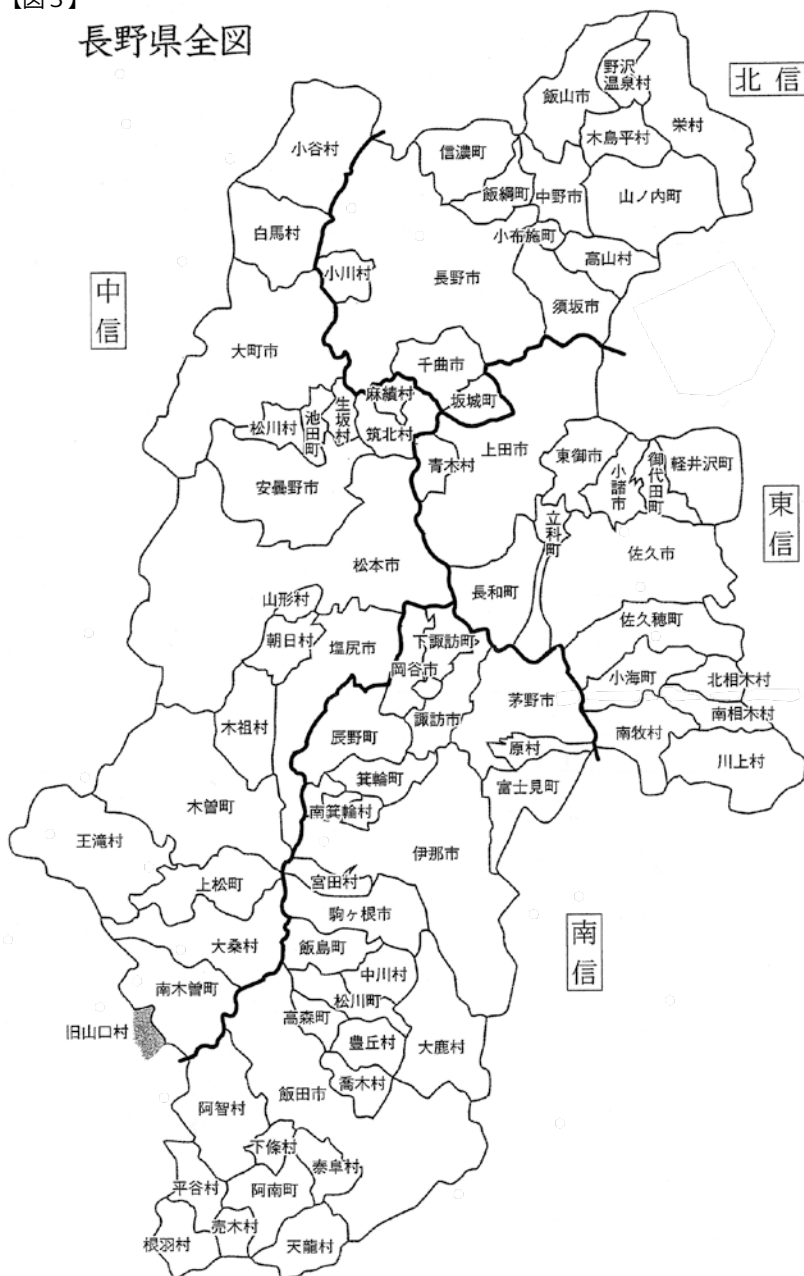 【図3】
長野県全図
北信
野沢
温泉村
飯山市
栄村
木島平村
小谷村
信濃町
飯綱町
中野市
山ノ内町
白馬村
小布施町
高山村
小川村
長野市
須坂市
中信
大町市
千曲市
麻績村
坂城町
生坂村
池田町
松川村
筑北村
青木村
上田市
東御市
小諸市
御代田町
軽井沢町
安曇野市
東信
立科町
松本市
佐久市
長和町
山形村
朝日村
塩尻市
下諏訪町
岡谷市
佐久穂町
小海町
北相木村
南相木村
茅野市
木祖村
辰野町
諏訪市
原村
南牧村
川上村
箕輪町
富士見町
木曽町
南箕輪村
王滝村
伊那市
上松町
宮田村
駒ヶ根市
大桑村
飯島町
南信
中川村
南木曽町
松川町
高森町
旧山口村
豊丘村
大鹿村
喬木村
飯田市
阿智村
下條村
泰阜村
平谷村
阿南町
売木村
根羽村
天龍村